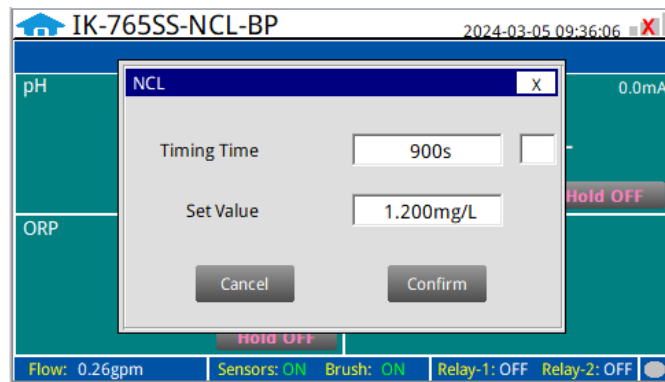 IK-765SS-NCL-BP 2024-03-05 09:36:06 X
pH 0.0mA
NCL X
Timing Time 900s
Set Value 1.200mg/L
Cancel Confirm
Hold OFF
ORP
Hold OFF
Flow: 0.26gpm Sensors: ON Brush: ON Relay-1: OFF Relay-2: OFF